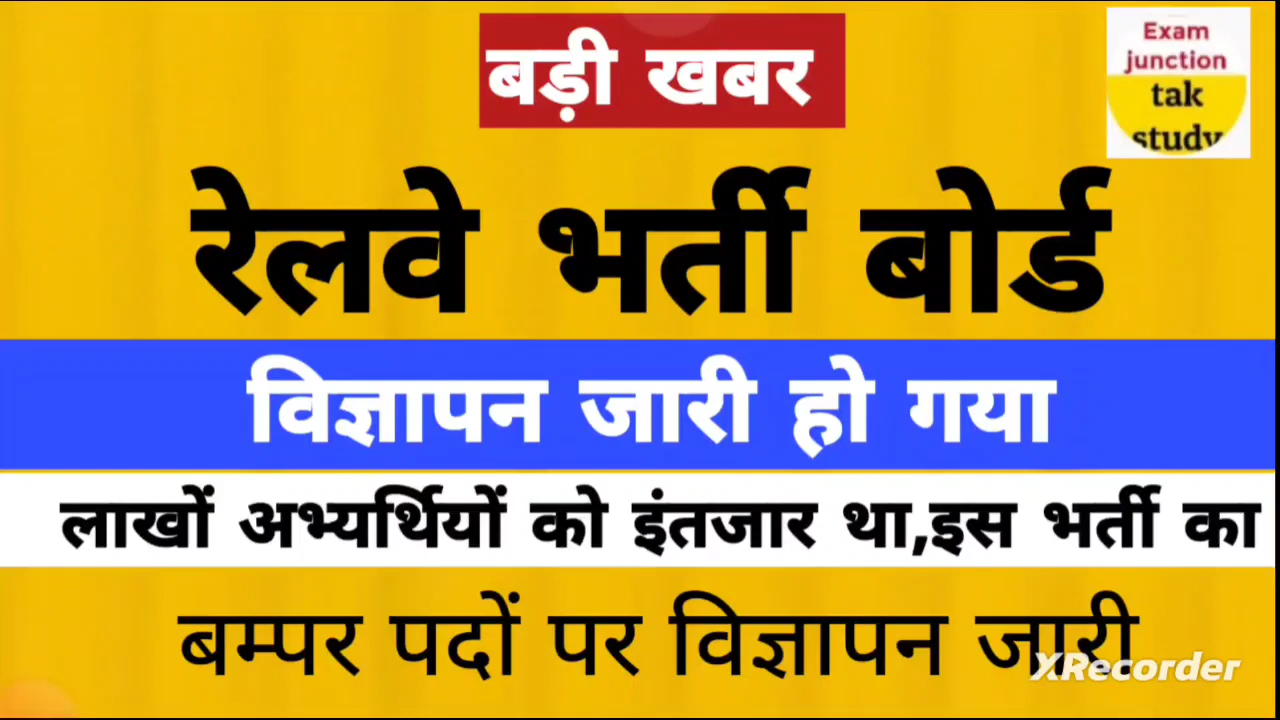 बड़ी खबर
Exam
junction
tak
study
रेलवे भर्ती बोर्ड
विज्ञापन जारी हो गया
लाखों अभ्यर्थियों को इंतजार था,इस भर्ती का
बम्पर पदों पर विज्ञापन जारी
XRecorder